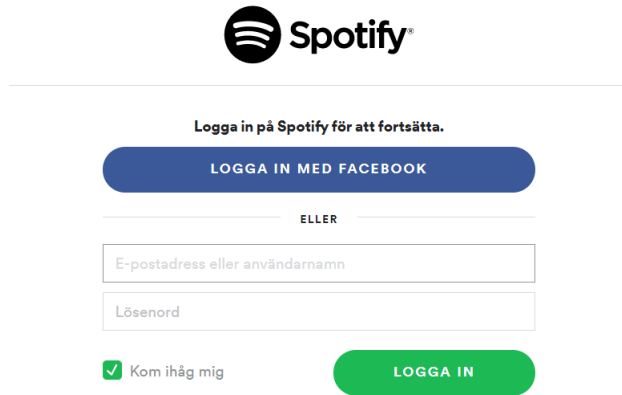 Spotify®
Logga in på Spotify för att fortsätta.
LOGGA IN MED FACEBOOK
ELLER
E-postadress eller användarnamn
Lösenord
Kom ihåg mig
LOGGA IN